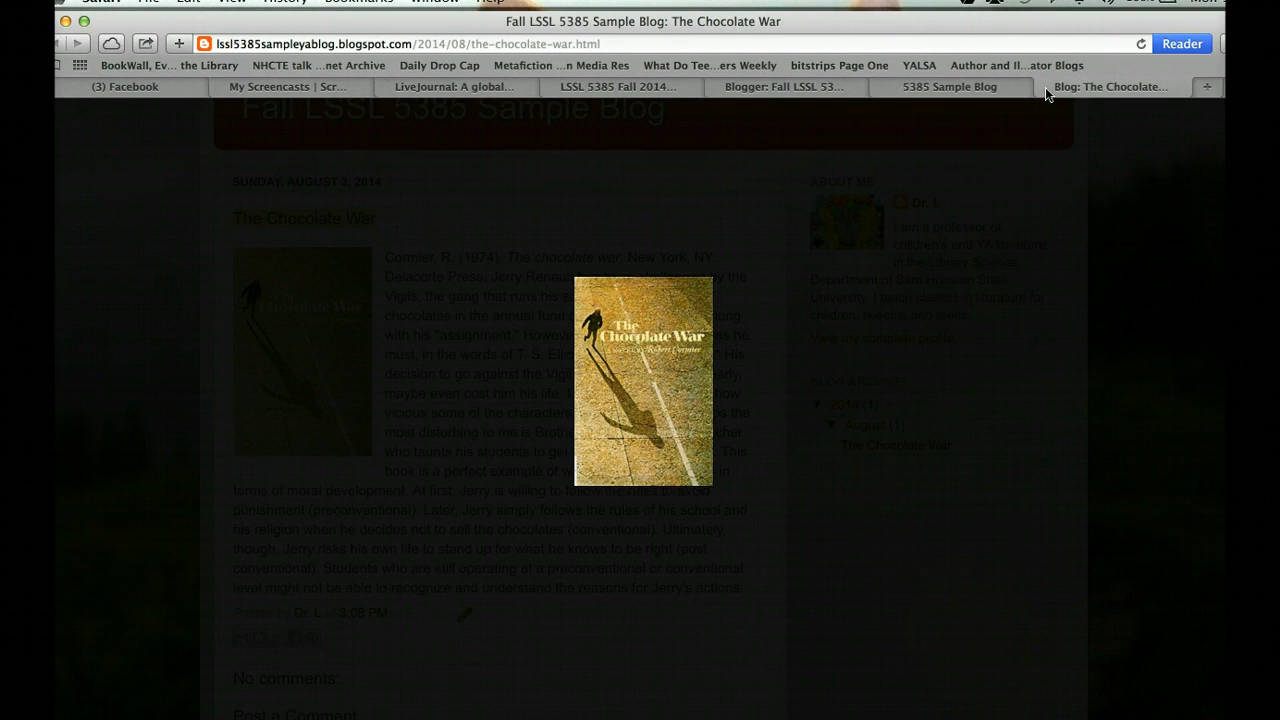 Safari File Edit View History Bookmarks Window Help
Fall LSSL 5385 Sample Blog: The Chocolate War
lssl5385sampleyablog.blogspot.com/2014/08/the-chocolate-war.html
Reader
BookWall, Ev... the Library NHCTE talk ...net Archive Daily Drop Cap Metafiction ...n Media Res What Do Tee...ers Weekly bitstrips Page One YALSA Author and Il...ator Blogs
(3) Facebook My Screencasts | Scr... LiveJournal: A global... LSSL 5385 Fall 2014... Blogger: Fall LSSL 53... 5385 Sample Blog Blog: The Chocolate...
Fall LSSL 5385 Sample Blog
SUNDAY, AUGUST 3, 2014
The Chocolate War
Cormier, R. (1974). The chocolate war. New York, NY:
Delacorte Press. Jerry Renault by the
Vigils, the gang that runs his
chocolates in the annual
with his "assignment." he
must, in the words of T. S. His
decision to go against the
maybe even cost him his life.
vicious some of the characters the
most disturbing to me is
who taunts his students to This
book is a perfect example of in
terms of moral development. At first, Jerry is willing to follow the rules to avoid
punishment (preconventional). Later, Jerry simply follows the rules of his school and
his religion when he decides not to sell the chocolates (conventional). Ultimately,
though, Jerry risks his own life to stand up for what he knows to be right (post
conventional). Students who are still operating at a preconventional or conventional
level might not be able to recognize and understand the reasons for Jerry's actions.
Posted by Dr. L at 3:08 PM
No comments:
Post a Comment
The
Chocolate War
Robert Cormier
ABOUT ME
Dr. L
I am a professor of
children's and YA literature
in the Library Science
Department of Sam Houston State
University. I teach classes in literature for
children, tweens, and teens.
View my complete profile
BLOG ARCHIVE
▼ 2014 (1)
▼ August (1)
The Chocolate War